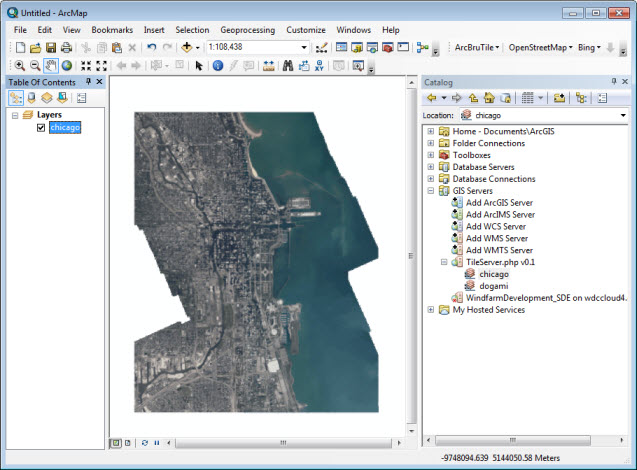 Untitled - ArcMap
File Edit View Bookmarks Insert Selection Geoprocessing Customize Windows Help
1:108,438
ArcBruTile OpenStreetMap Bing
Table Of Contents
Layers
chicago
Catalog
Location: chicago
Home - Documents\ArcGIS
Folder Connections
Toolboxes
Database Servers
Database Connections
GIS Servers
Add ArcGIS Server
Add ArcIMS Server
Add WCS Server
Add WMS Server
Add WMTS Server
TileServer.php v0.1
chicago
dogami
WindfarmDevelopment_SDE on wdccloud4.
My Hosted Services
-9748094.639 5144050.58 Meters